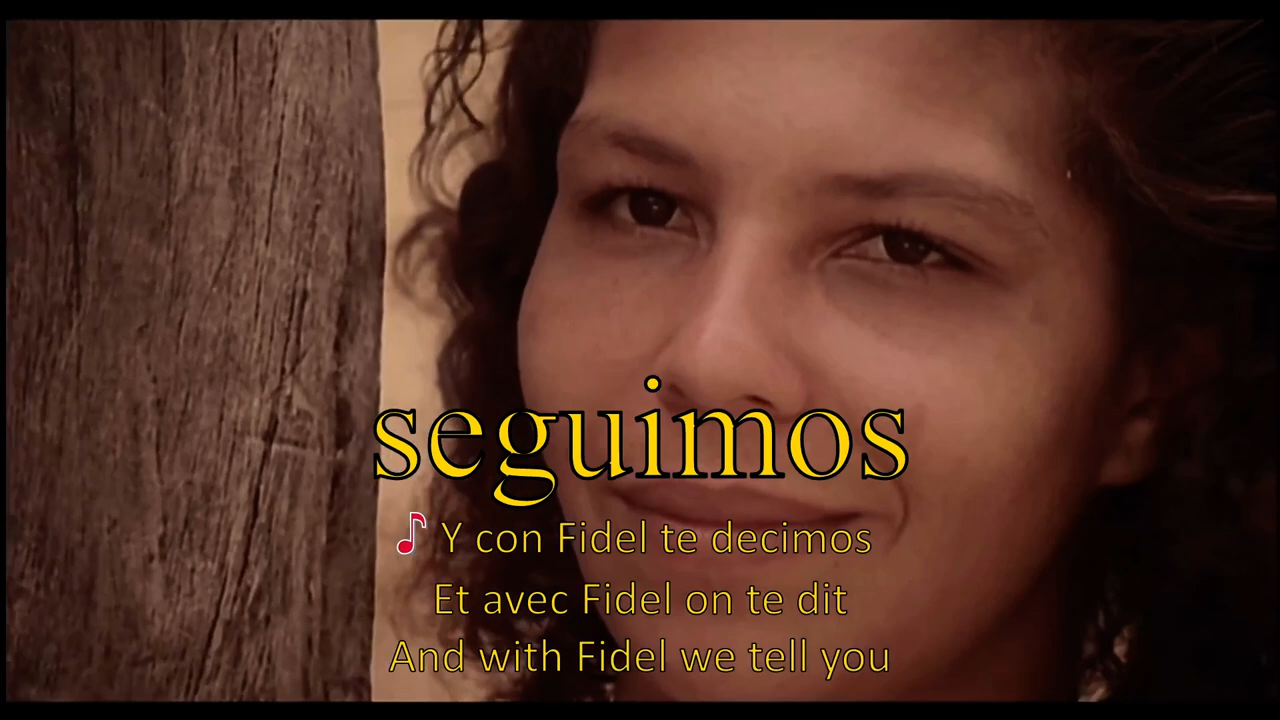 seguimos
🎵 Y con Fidel te decimos
Et avec Fidel on te dit
And with Fidel we tell you